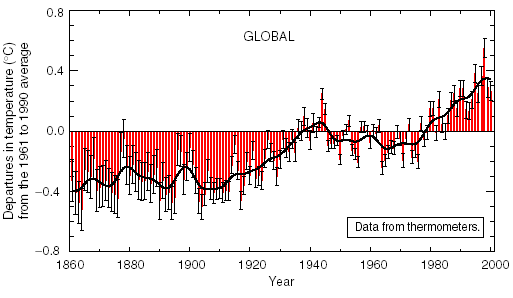 GLOBAL
Departures in temperature (°C)
from the 1961 to 1990 average
0.8
0.4
0.0
−0.4
−0.8
Data from thermometers.
1860 1880 1900 1920 1940 1960 1980 2000
Year